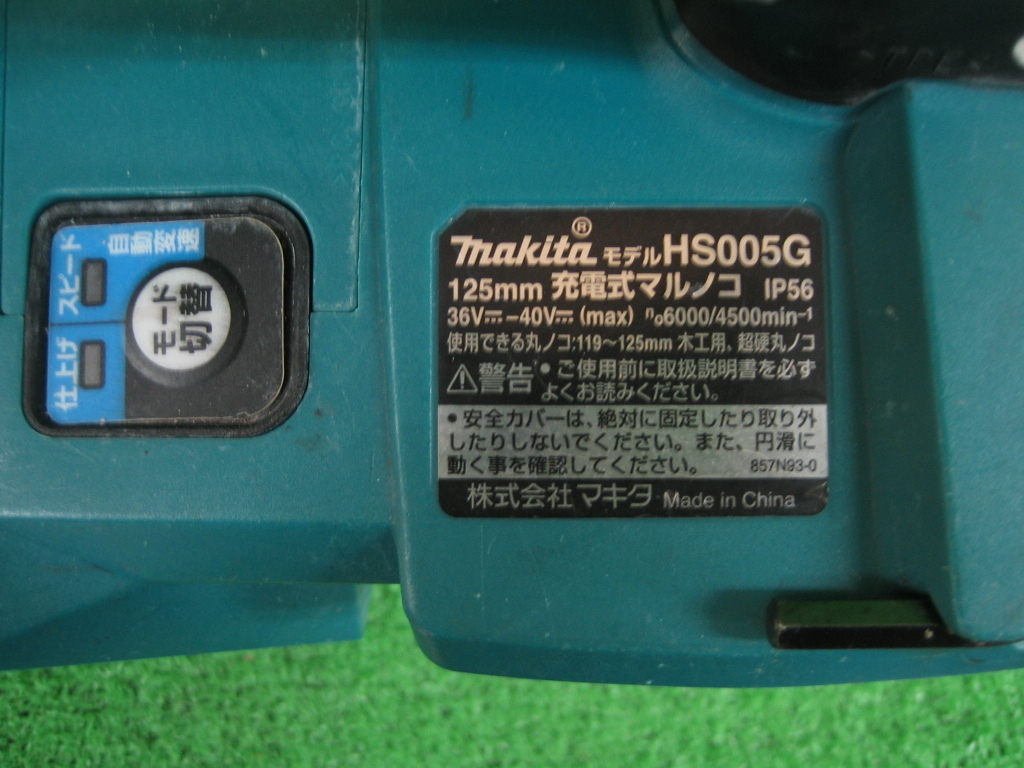 自動変速
スピード
仕上げ
モード
切替
makita® モデル HS005G
125mm 充電式マルノコ IP56
36V⎓-40V⎓(max) n₀6000/4500min⁻¹
使用できる丸ノコ:119～125mm 木工用、超硬丸ノコ
⚠警告 • ご使用前に取扱説明書を必ず
よくお読みください。
• 安全カバーは、絶対に固定したり取り外
したりしないでください。また、円滑に
動く事を確認してください。 857N93-0
株式会社 マキタ Made in China